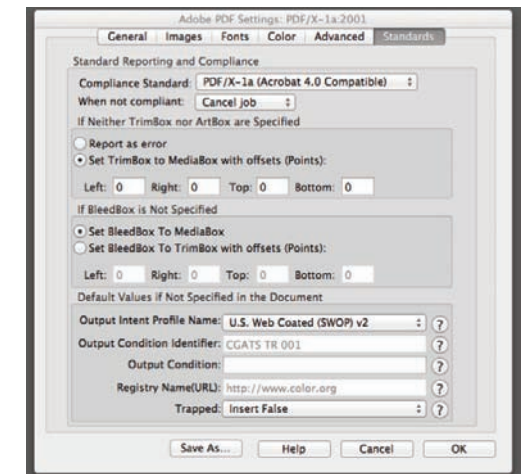 Adobe PDF Settings: PDF/X-1a:2001
General Images Fonts Color Advanced Standards
Standard Reporting and Compliance
Compliance Standard: PDF/X-1a (Acrobat 4.0 Compatible)
When not compliant: Cancel job
If Neither TrimBox nor ArtBox are Specified
Report as error
Set TrimBox to MediaBox with offsets (Points):
Left: 0 Right: 0 Top: 0 Bottom: 0
If BleedBox is Not Specified
Set BleedBox To MediaBox
Set BleedBox To TrimBox with offsets (Points):
Left: 0 Right: 0 Top: 0 Bottom: 0
Default Values if Not Specified in the Document
Output Intent Profile Name: U.S. Web Coated (SWOP) v2 ?
Output Condition Identifier: CGATS TR 001 ?
Output Condition: ?
Registry Name(URL): http://www.color.org ?
Trapped: Insert False ?
Save As... Help Cancel OK